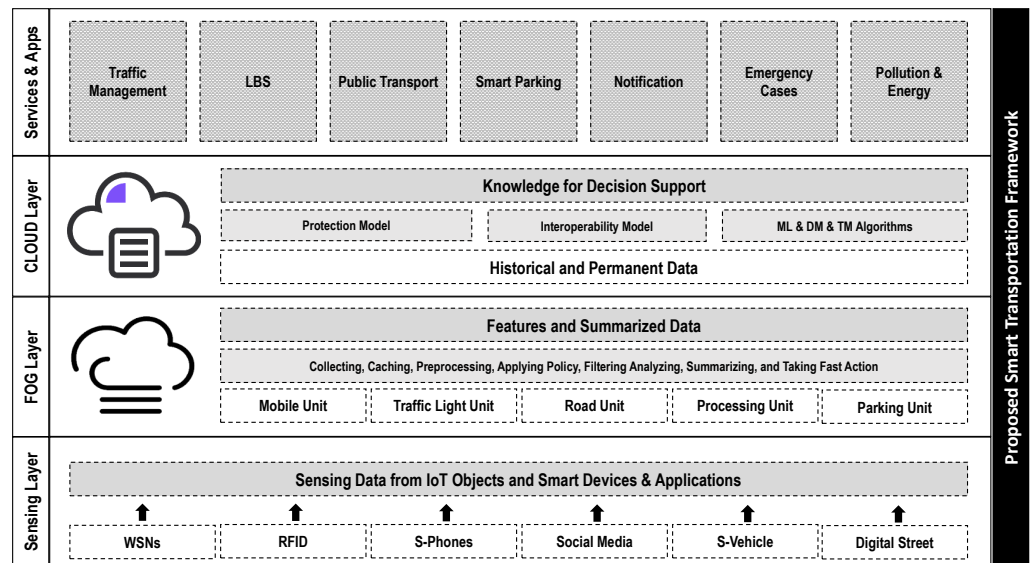 Services & Apps
Traffic
Management
LBS
Public Transport
Smart Parking
Notification
Emergency
Cases
Pollution &
Energy
CLOUD Layer
Knowledge for Decision Support
Protection Model
Interoperability Model
ML & DM & TM Algorithms
Historical and Permanent Data
FOG Layer
Features and Summarized Data
Collecting, Caching, Preprocessing, Applying Policy, Filtering Analyzing, Summarizing, and Taking Fast Action
Mobile Unit
Traffic Light Unit
Road Unit
Processing Unit
Parking Unit
Sensing Layer
Sensing Data from IoT Objects and Smart Devices & Applications
WSNs
RFID
S-Phones
Social Media
S-Vehicle
Digital Street
Proposed Smart Transportation Framework